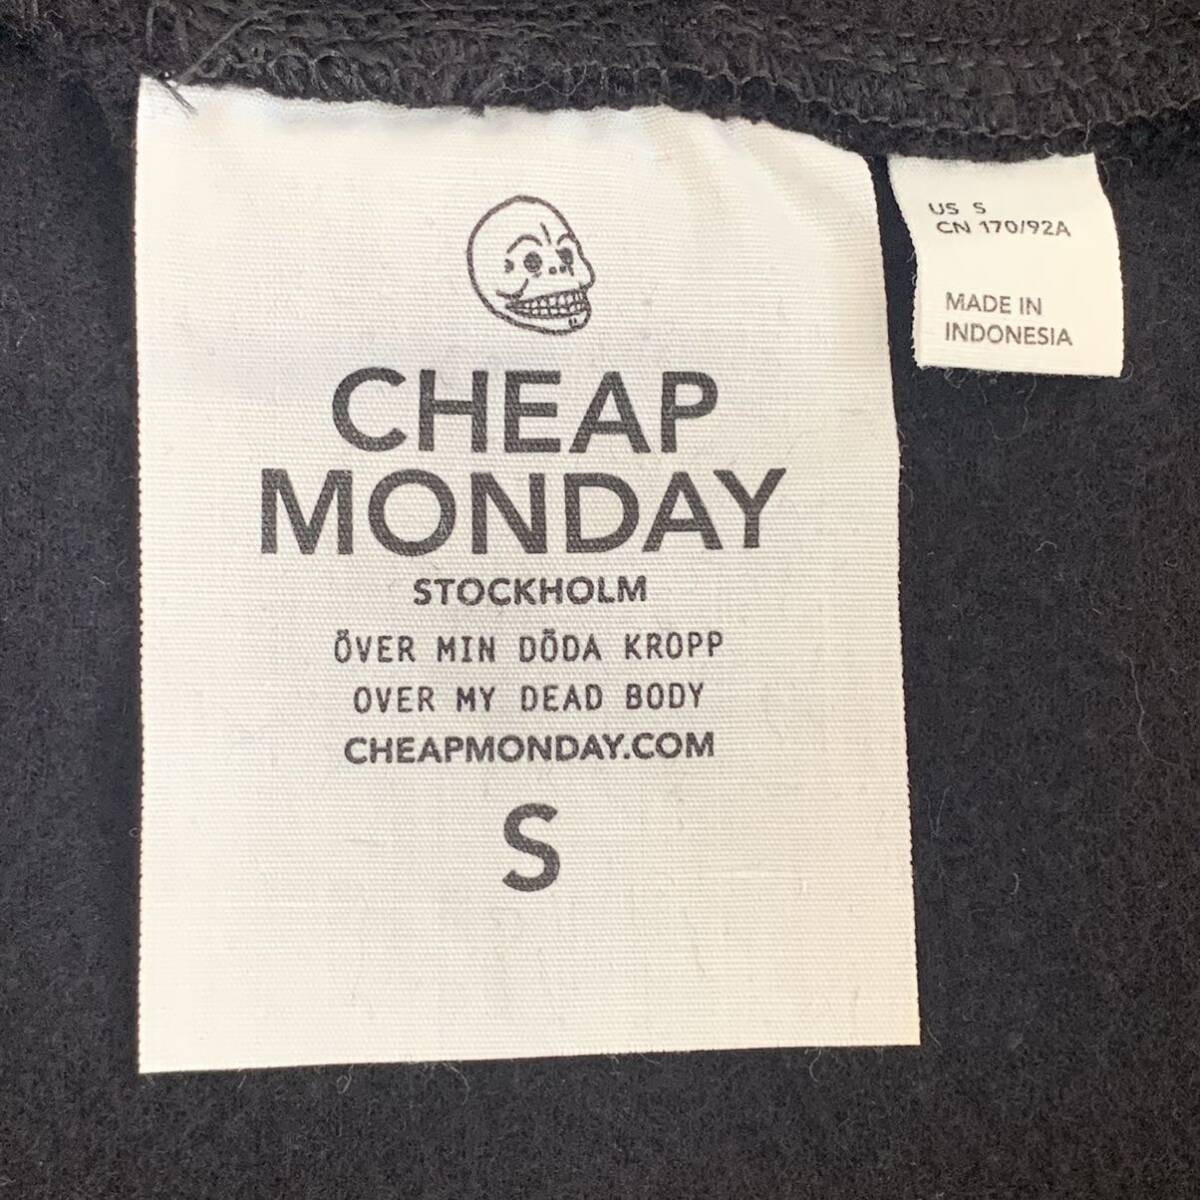 CHEAP
MONDAY
STOCKHOLM
ÖVER MIN DÖDA KROPP
OVER MY DEAD BODY
CHEAPMONDAY.COM
S
US S
CN 170/92A
MADE IN
INDONESIA